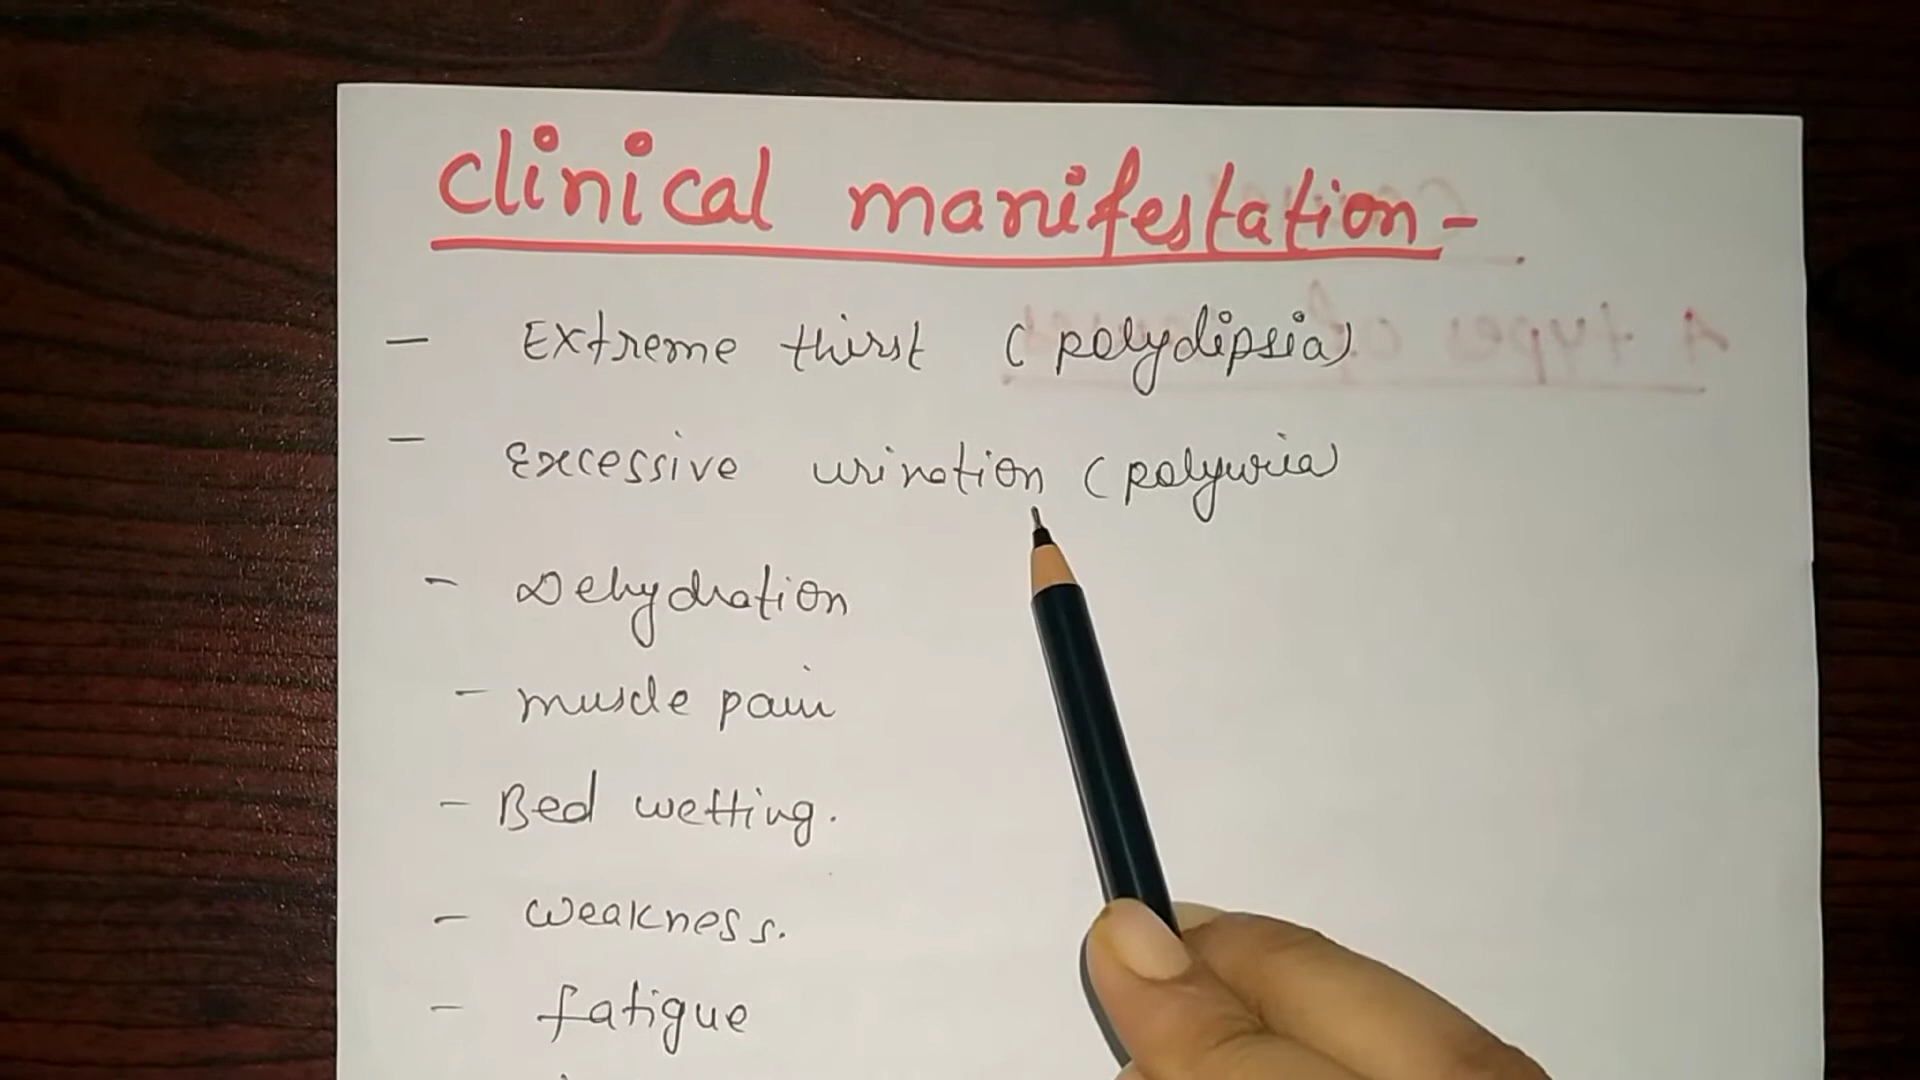 Clinical manifestation-
- Extreme thirst (polydipsia)
- Excessive urination (polyuria)
- Dehydration
- muscle pain
- Bed wetting.
- Weakness.
- fatigue